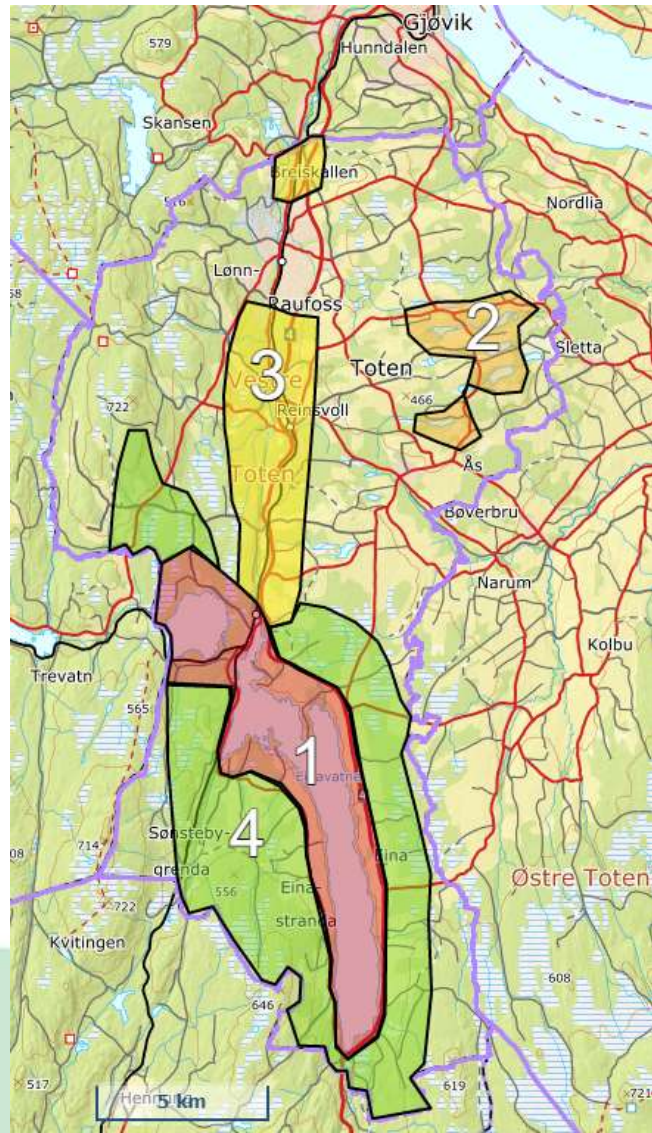 Gjøvik
579
Hunndalen
Skansen
Breiskallen
516
Nordlia
Lønn-
Raufoss
2
Sletta
3
Toten
Vestre
722
Reinsvoll
466
Toten
Ås
Bøverbru
Narum
Kolbu
Trevatn
565
1
Einavatnet
4
Sønsteby-
grenda
714
Eina
556
Eina-
stranda
Østre Toten
722
Kvitingen
608
646
517
619
5 km